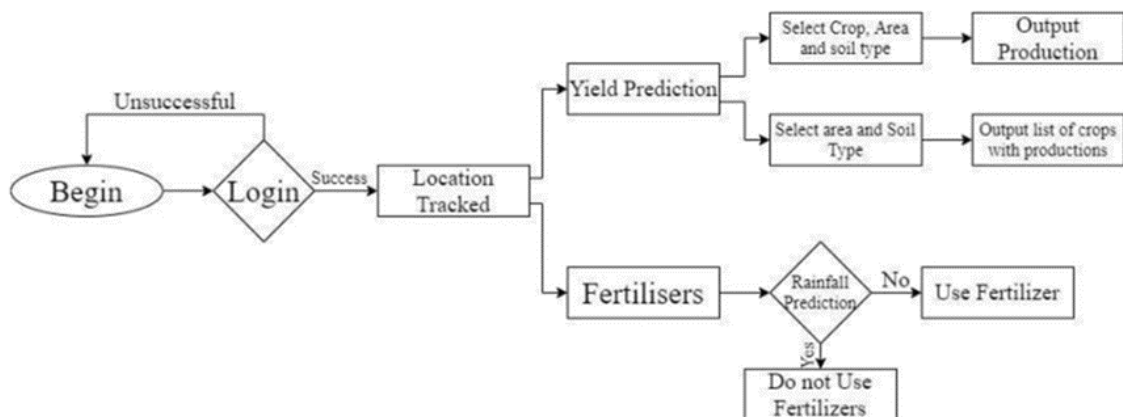 Unsuccessful
Begin
Login
Success
Location
Tracked
Yield Prediction
Select Crop, Area
and soil type
Output
Production
Select area and Soil
Type
Output list of crops
with productions
Fertilisers
Rainfall
Prediction
No
Use Fertilizer
Yes
Do not Use
Fertilizers